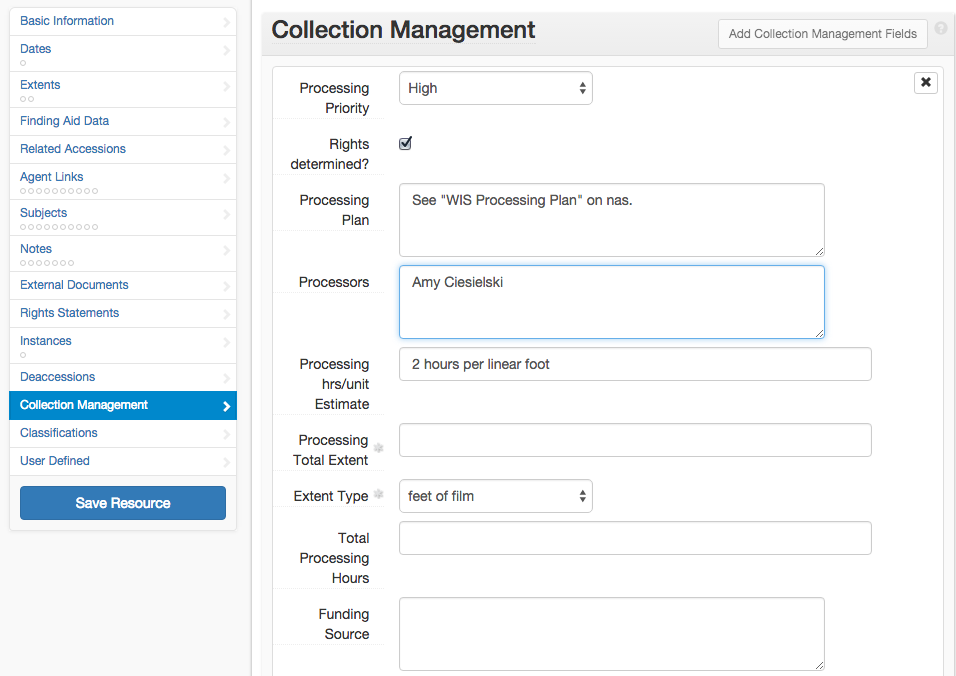 Basic Information
Dates
Extents
Finding Aid Data
Related Accessions
Agent Links
Subjects
Notes
External Documents
Rights Statements
Instances
Deaccessions
Collection Management
Classifications
User Defined
Save Resource
Collection Management
Add Collection Management Fields
Processing
Priority
High
Rights
determined?
Processing
Plan
See "WIS Processing Plan" on nas.
Processors
Amy Ciesielski
Processing
hrs/unit
Estimate
2 hours per linear foot
Processing
Total Extent
Extent Type
feet of film
Total
Processing
Hours
Funding
Source